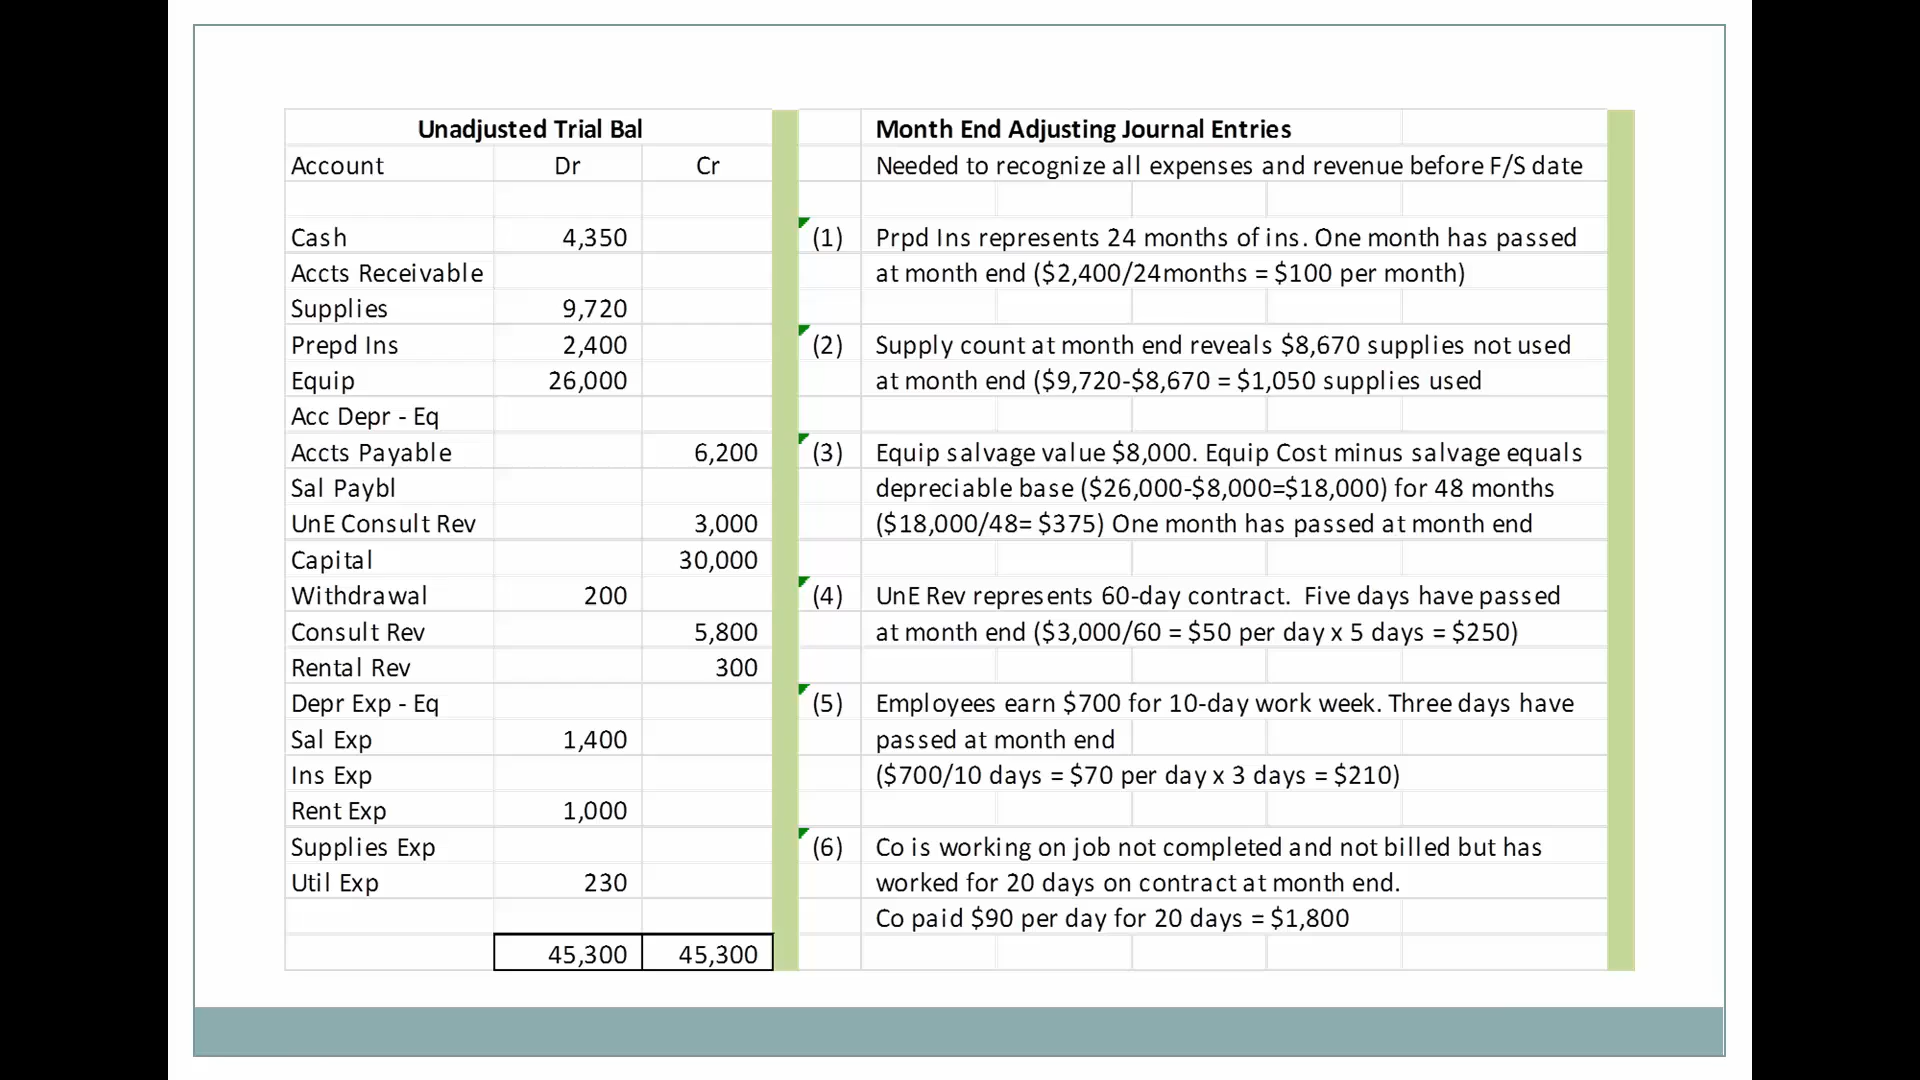 Unadjusted Trial Bal
Account Dr Cr
Cash 4,350
Accts Receivable
Supplies 9,720
Prepd Ins 2,400
Equip 26,000
Acc Depr - Eq
Accts Payable 6,200
Sal Paybl
UnE Consult Rev 3,000
Capital 30,000
Withdrawal 200
Consult Rev 5,800
Rental Rev 300
Depr Exp - Eq
Sal Exp 1,400
Ins Exp
Rent Exp 1,000
Supplies Exp
Util Exp 230
45,300 45,300
Month End Adjusting Journal Entries
Needed to recognize all expenses and revenue before F/S date
(1) Prpd Ins represents 24 months of ins. One month has passed
at month end ($2,400/24months = $100 per month)
(2) Supply count at month end reveals $8,670 supplies not used
at month end ($9,720-$8,670 = $1,050 supplies used
(3) Equip salvage value $8,000. Equip Cost minus salvage equals
depreciable base ($26,000-$8,000=$18,000) for 48 months
($18,000/48= $375) One month has passed at month end
(4) UnE Rev represents 60-day contract. Five days have passed
at month end ($3,000/60 = $50 per day x 5 days = $250)
(5) Employees earn $700 for 10-day work week. Three days have
passed at month end
($700/10 days = $70 per day x 3 days = $210)
(6) Co is working on job not completed and not billed but has
worked for 20 days on contract at month end.
Co paid $90 per day for 20 days = $1,800